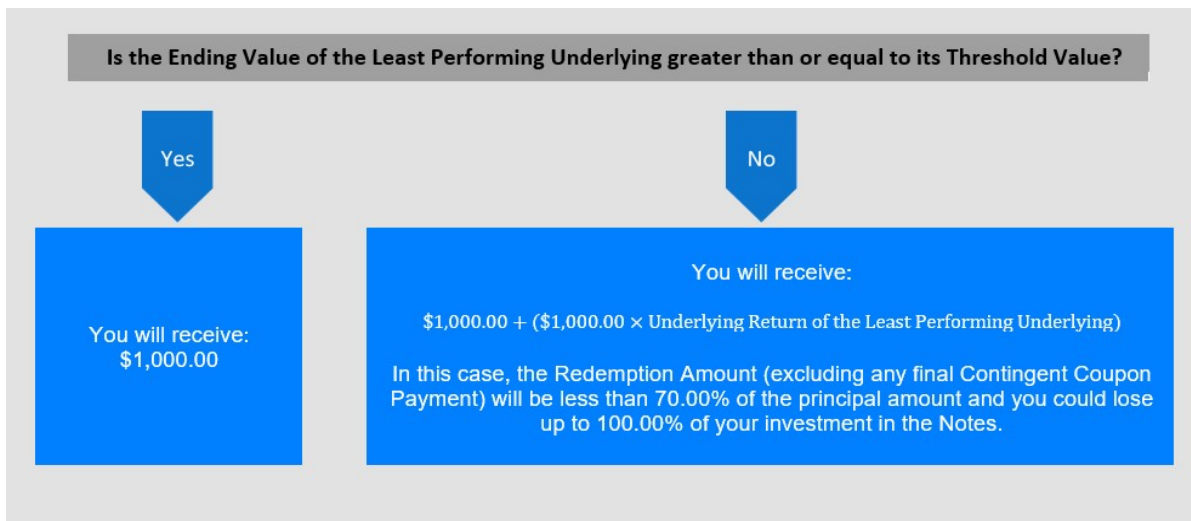 Is the Ending Value of the Least Performing Underlying greater than or equal to its Threshold Value?
Yes
No
You will receive:
$1,000.00
You will receive:
$1,000.00 + ($1,000.00 × Underlying Return of the Least Performing Underlying)
In this case, the Redemption Amount (excluding any final Contingent Coupon
Payment) will be less than 70.00% of the principal amount and you could lose
up to 100.00% of your investment in the Notes.